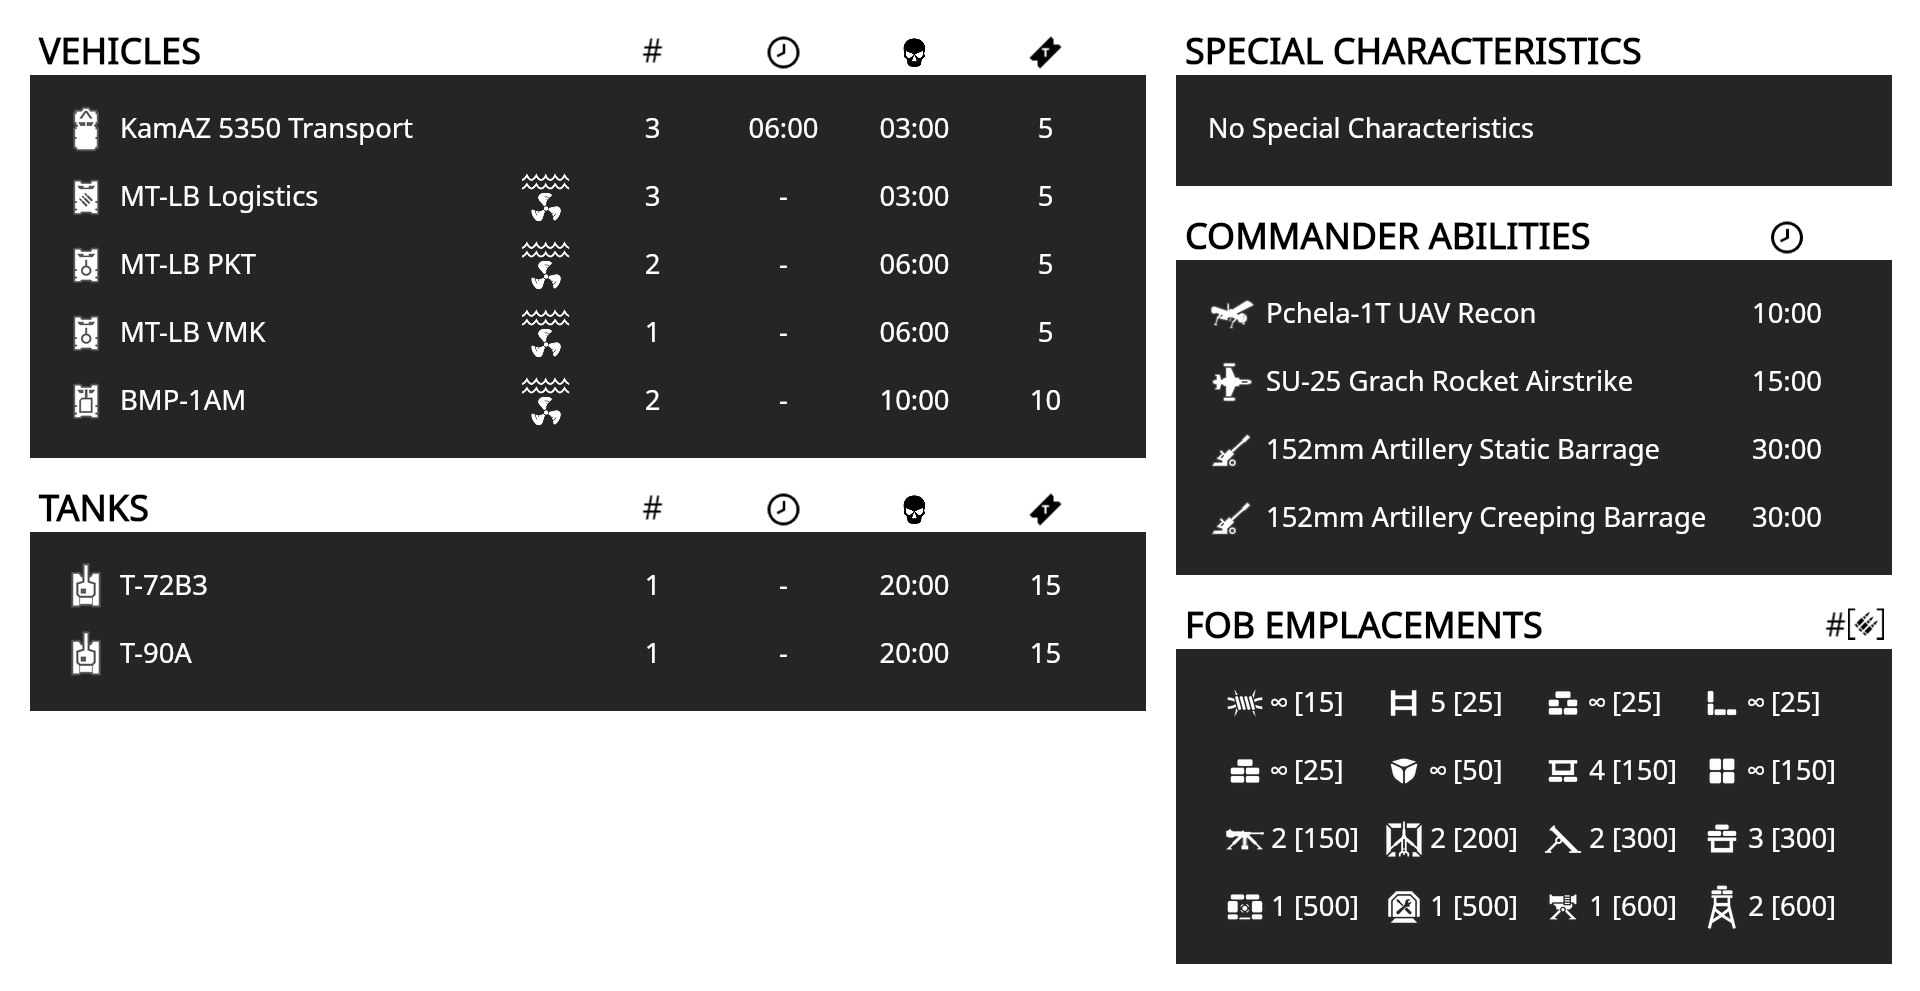 VEHICLES #
KamAZ 5350 Transport 3 06:00 03:00 5
MT-LB Logistics 3 - 03:00 5
MT-LB PKT 2 - 06:00 5
MT-LB VMK 1 - 06:00 5
BMP-1AM 2 - 10:00 10
TANKS #
T-72B3 1 - 20:00 15
T-90A 1 - 20:00 15
SPECIAL CHARACTERISTICS
No Special Characteristics
COMMANDER ABILITIES
Pchela-1T UAV Recon 10:00
SU-25 Grach Rocket Airstrike 15:00
152mm Artillery Static Barrage 30:00
152mm Artillery Creeping Barrage 30:00
FOB EMPLACEMENTS #[ ]
∞ [15] 5 [25] ∞ [25] ∞ [25]
∞ [25] ∞ [50] 4 [150] ∞ [150]
2 [150] 2 [200] 2 [300] 3 [300]
1 [500] 1 [500] 1 [600] 2 [600]